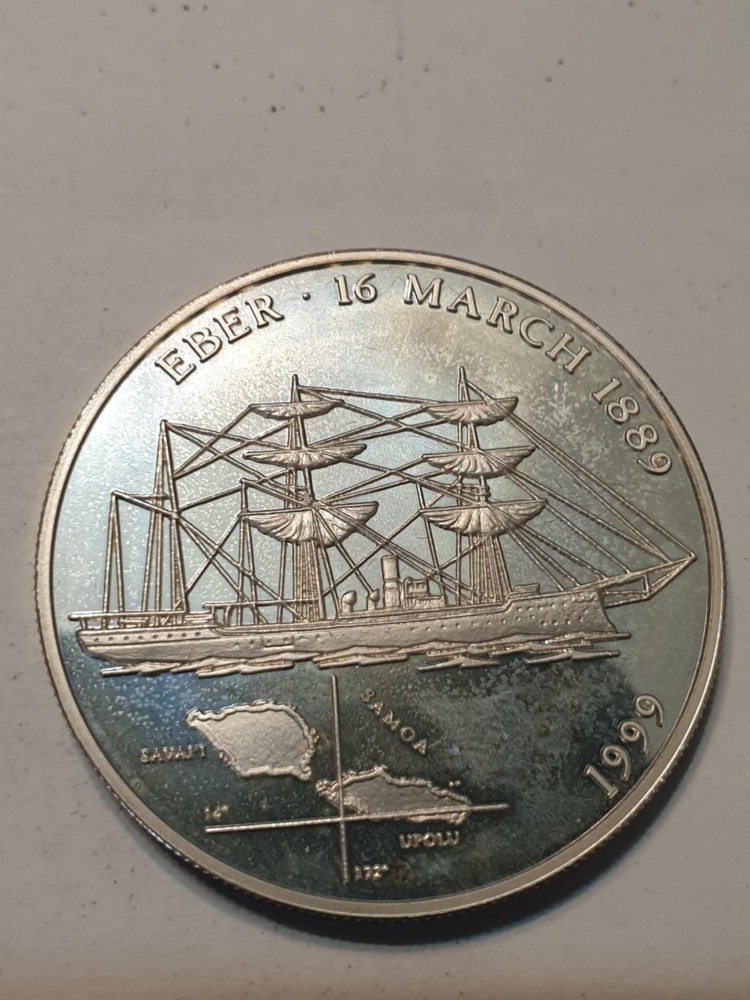 EBER · 16 MARCH 1889
SAMOA
SAVAI'I
14°
UPOLU
172°
1999